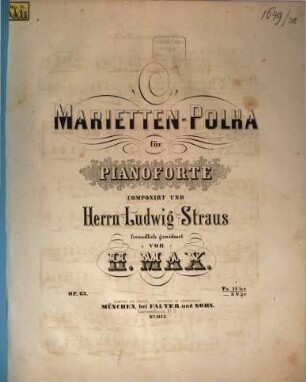 1649
MARIETTEN-POLKA
für
PIANOFORTE
COMPONIRT UND
Herrn Ludwig Straus
freundlich gewidmet
VON
H. MAX.
OP. 63.
MÜNCHEN, bei FALTER und SOHN.